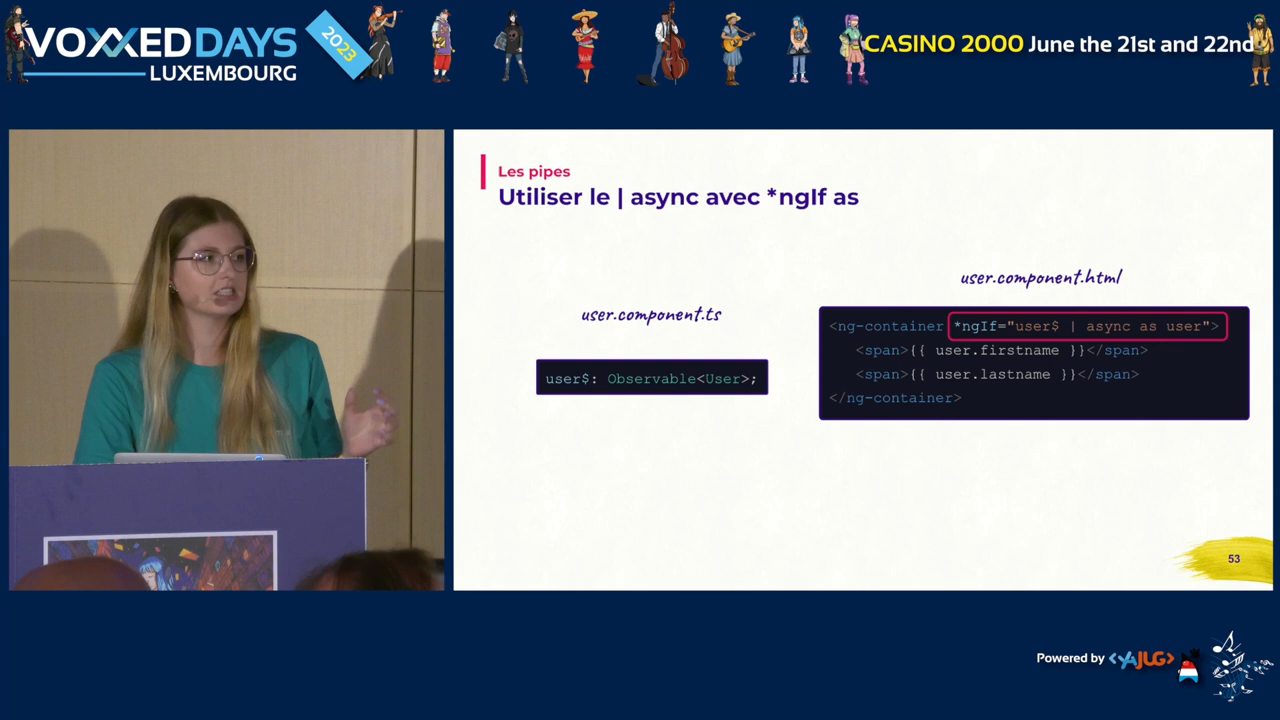 VOXXEDDAYS
LUXEMBOURG
2023
CASINO 2000 June the 21st and 22nd
Les pipes
Utiliser le | async avec *ngIf as
user.component.ts
user$: Observable<User>;
user.component.html
<ng-container *ngIf="user$ | async as user">
<span>{{ user.firstname }}</span>
<span>{{ user.lastname }}</span>
</ng-container>
53
Powered by <YAJUG>